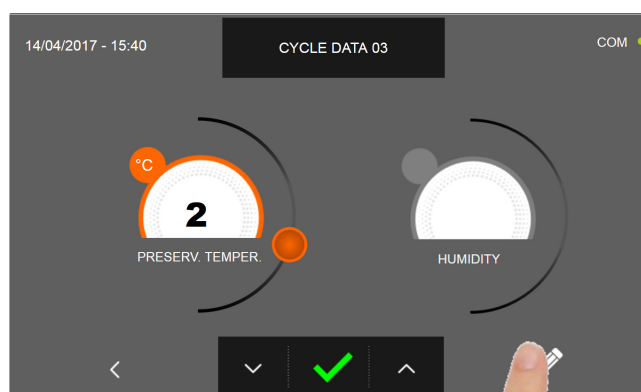 14/04/2017 - 15:40
CYCLE DATA 03
COM
°C
2
PRESERV. TEMPER.
HUMIDITY